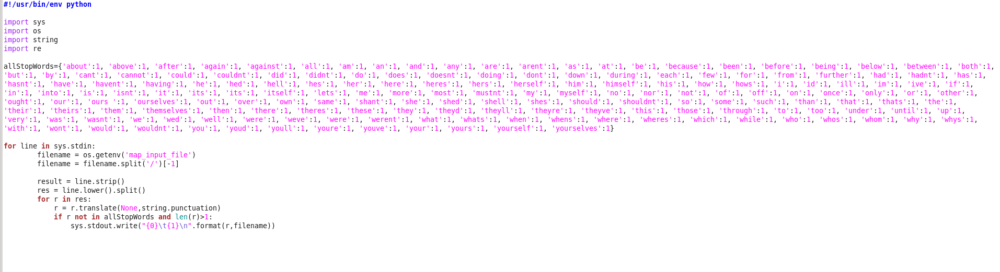 #!/usr/bin/env python
import sys
import os
import string
import re
allStopWords={'about':1, 'above':1, 'after':1, 'again':1, 'against':1, 'all':1, 'am':1, 'an':1, 'and':1, 'any':1, 'are':1, 'arent':1, 'as':1, 'at':1, 'be':1, 'because':1, 'been':1, 'before':1, 'being':1, 'below':1, 'between':1, 'both':1,
'but':1, 'by':1, 'cant':1, 'cannot':1, 'could':1, 'couldnt':1, 'did':1, 'didnt':1, 'do':1, 'does':1, 'doesnt':1, 'doing':1, 'dont':1, 'down':1, 'during':1, 'each':1, 'few':1, 'for':1, 'from':1, 'further':1, 'had':1, 'hadnt':1, 'has':1,
'hasnt':1, 'have':1, 'havent':1, 'having':1, 'he':1, 'hed':1, 'hell':1, 'hes':1, 'her':1, 'here':1, 'heres':1, 'hers':1, 'herself':1, 'him':1, 'himself':1, 'his':1, 'how':1, 'hows':1, 'i':1, 'id':1, 'ill':1, 'im':1, 'ive':1, 'if':1,
'in':1, 'into':1, 'is':1, 'isnt':1, 'it':1, 'its':1, 'its':1, 'itself':1, 'lets':1, 'me':1, 'more':1, 'most':1, 'mustnt':1, 'my':1, 'myself':1, 'no':1, 'nor':1, 'not':1, 'of':1, 'off':1, 'on':1, 'once':1, 'only':1, 'or':1, 'other':1,
'ought':1, 'our':1, 'ours ':1, 'ourselves':1, 'out':1, 'over':1, 'own':1, 'same':1, 'shant':1, 'she':1, 'shed':1, 'shell':1, 'shes':1, 'should':1, 'shouldnt':1, 'so':1, 'some':1, 'such':1, 'than':1, 'that':1, 'thats':1, 'the':1,
'their':1, 'theirs':1, 'them':1, 'themselves':1, 'then':1, 'there':1, 'theres':1, 'these':1, 'they':1, 'theyd':1, 'theyll':1, 'theyre':1, 'theyve':1, 'this':1, 'those':1, 'through':1, 'to':1, 'too':1, 'under':1, 'until':1, 'up':1,
'very':1, 'was':1, 'wasnt':1, 'we':1, 'wed':1, 'well':1, 'were':1, 'weve':1, 'were':1, 'werent':1, 'what':1, 'whats':1, 'when':1, 'whens':1, 'where':1, 'wheres':1, 'which':1, 'while':1, 'who':1, 'whos':1, 'whom':1, 'why':1, 'whys':1,
'with':1, 'wont':1, 'would':1, 'wouldnt':1, 'you':1, 'youd':1, 'youll':1, 'youre':1, 'youve':1, 'your':1, 'yours':1, 'yourself':1, 'yourselves':1}
for line in sys.stdin:
filename = os.getenv('map_input_file')
filename = filename.split('/')[-1]
result = line.strip()
res = line.lower().split()
for r in res:
r = r.translate(None,string.punctuation)
if r not in allStopWords and len(r)>1:
sys.stdout.write("{0}\t{1}\n".format(r,filename))